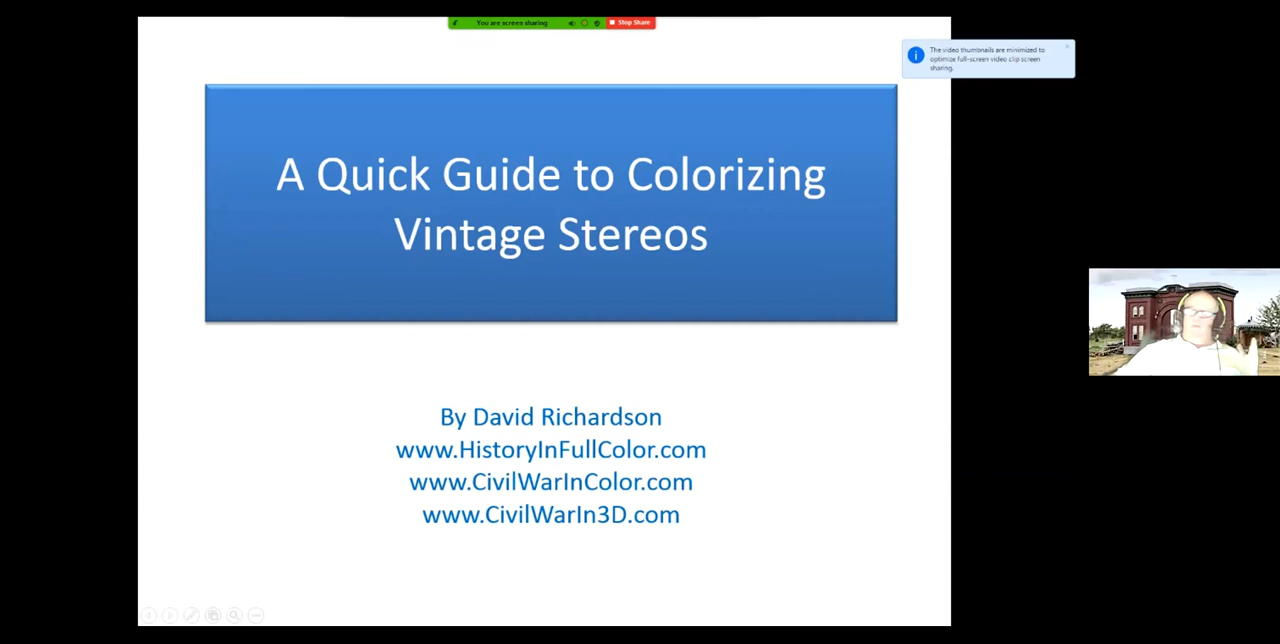 You are screen sharing
Stop Share
The video thumbnails are minimized to
optimize full-screen video clip screen
sharing.
A Quick Guide to Colorizing
Vintage Stereos
By David Richardson
www.HistoryInFullColor.com
www.CivilWarInColor.com
www.CivilWarIn3D.com